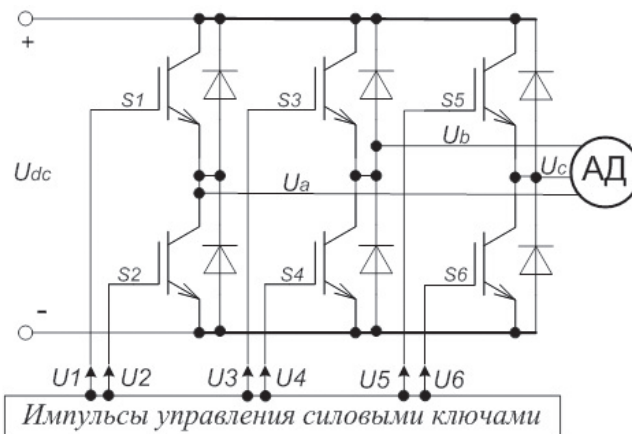 +
S1
S3
S5
Ub
Udc
Ua
Uc
АД
S2
S4
S6
-
U1
U2
U3
U4
U5
U6
Импульсы управления силовыми ключами